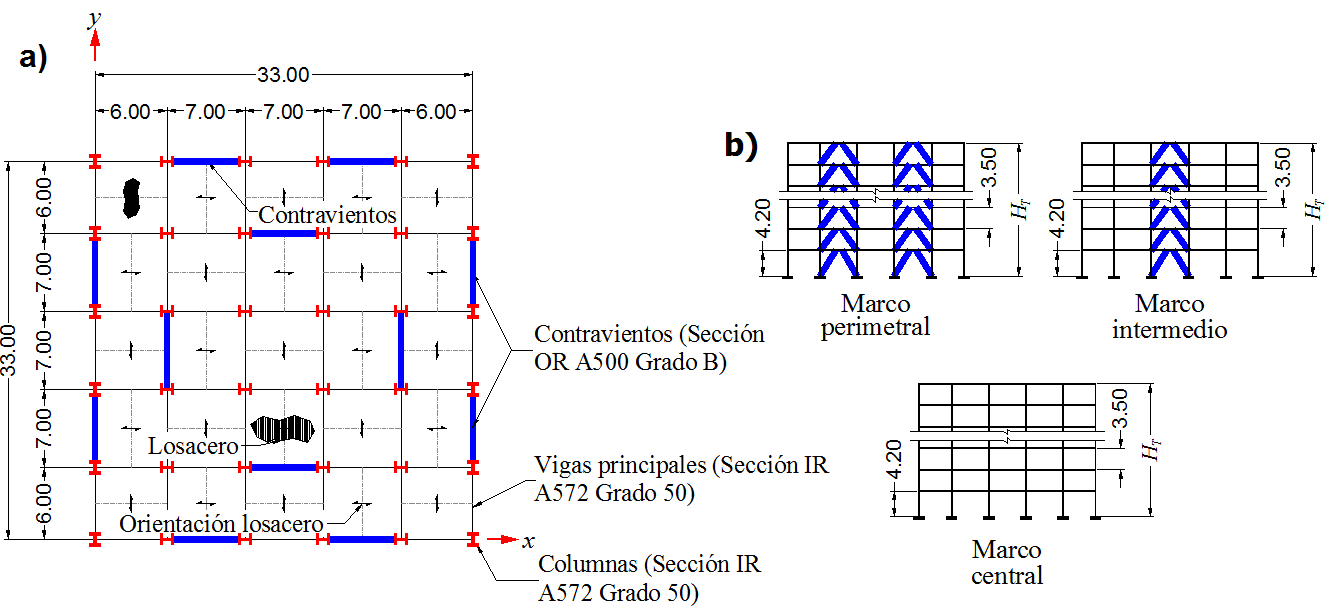 a)
y
33.00
6.00
7.00
7.00
7.00
6.00
33.00
6.00
7.00
7.00
7.00
6.00
Contravientos
Losacero
Orientación losacero
x
Contravientos (Sección
OR A500 Grado B)
Vigas principales (Sección IR
A572 Grado 50)
Columnas (Sección IR
A572 Grado 50)
b)
4.20
3.50
H_T
Marco
perimetral
4.20
3.50
H_T
Marco
intermedio
4.20
3.50
H_T
Marco
central